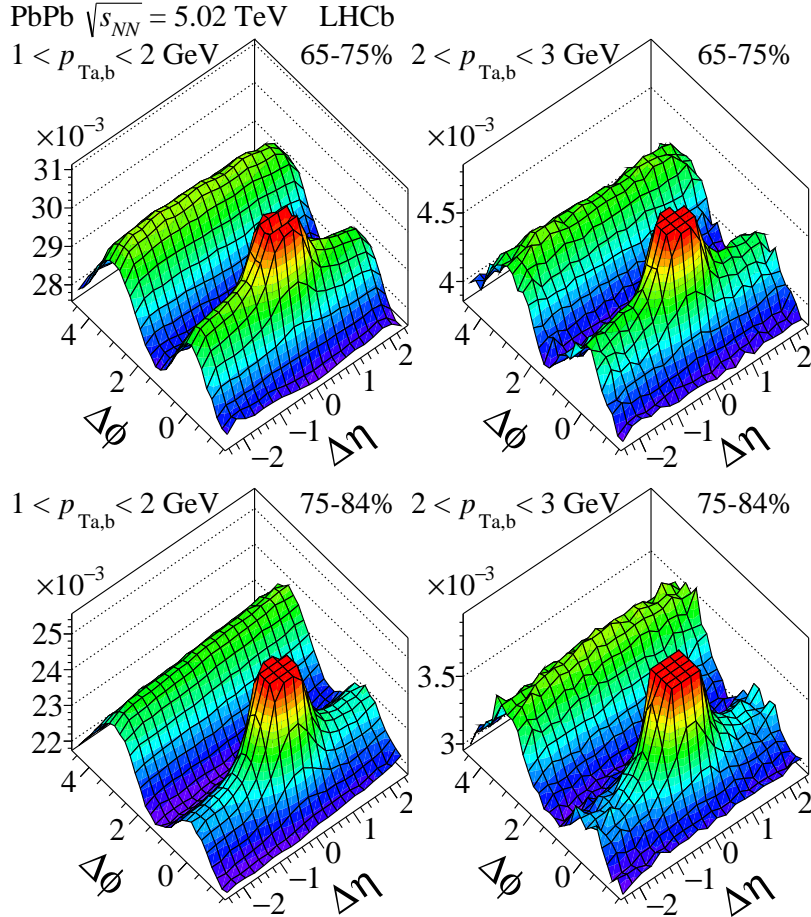 PbPb √s_NN = 5.02 TeV LHCb
1 < p_Ta,b < 2 GeV 65-75% 2 < p_Ta,b < 3 GeV 65-75%
×10⁻³ ×10⁻³
31
30
29
28
4.5
4
4 2 0 Δφ
−2 −1 0 1 2 Δη
4 2 0 Δφ
−2 −1 0 1 2 Δη
1 < p_Ta,b < 2 GeV 75-84% 2 < p_Ta,b < 3 GeV 75-84%
×10⁻³ ×10⁻³
25
24
23
22
3.5
3
4 2 0 Δφ
−2 −1 0 1 2 Δη
4 2 0 Δφ
−2 −1 0 1 2 Δη